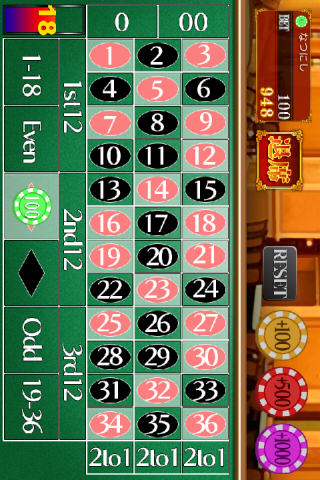 18
0 00
1 2 3
4 5 6
7 8 9
10 11 12
13 14 15
16 17 18
19 20 21
22 23 24
25 26 27
28 29 30
31 32 33
34 35 36
2to1 2to1 2to1
1st12
2nd12
3rd12
1-18
Even
100
Odd
19-36
なつにし
BET 100
948
退席
RESET
+100
+500
+1000